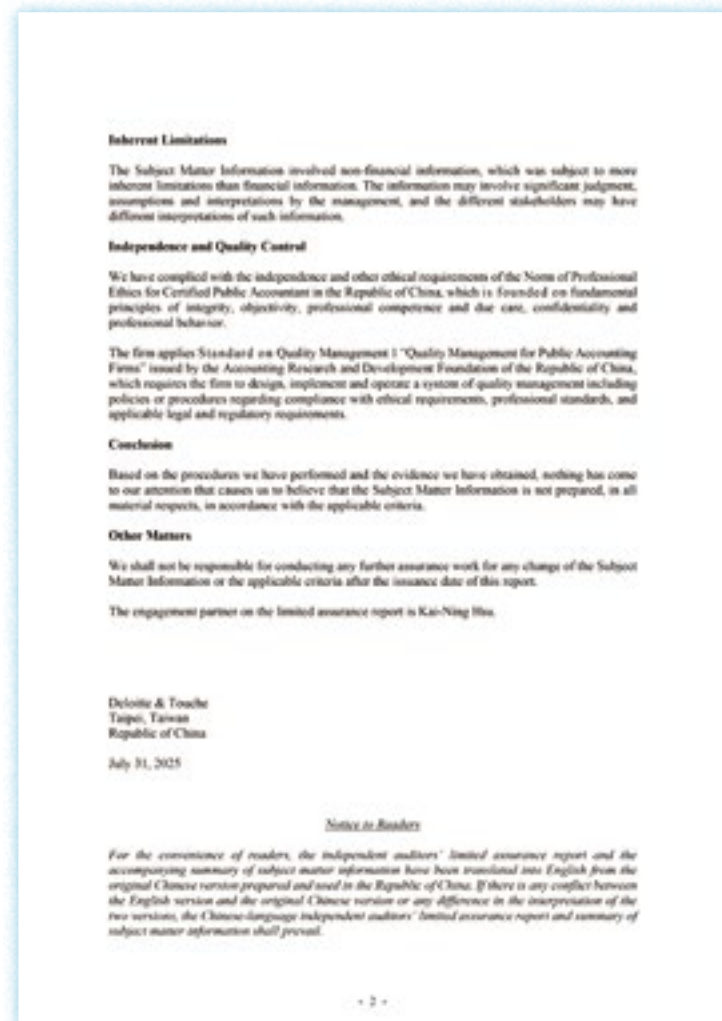 Inherent Limitations
The Subject Matter Information involved non-financial information, which was subject to more
inherent limitations than financial information. The information may involve significant judgment,
assumptions and interpretations by the management, and the different stakeholders may have
different interpretations of such information.
Independence and Quality Control
We have complied with the independence and other ethical requirements of the Norm of Professional
Ethics for Certified Public Accountant in the Republic of China, which is founded on fundamental
principles of integrity, objectivity, professional competence and due care, confidentiality and
professional behavior.
The firm applies Standard on Quality Management 1 “Quality Management for Public Accounting
Firms” issued by the Accounting Research and Development Foundation of the Republic of China,
which requires the firm to design, implement and operate a system of quality management including
policies or procedures regarding compliance with ethical requirements, professional standards, and
applicable legal and regulatory requirements.
Conclusion
Based on the procedures we have performed and the evidence we have obtained, nothing has come
to our attention that causes us to believe that the Subject Matter Information is not prepared, in all
material respects, in accordance with the applicable criteria.
Other Matters
We shall not be responsible for conducting any further assurance work for any change of the Subject
Matter Information or the applicable criteria after the issuance date of this report.
The engagement partner on the limited assurance report is Kai-Ning Hsu.
Deloitte & Touche
Taipei, Taiwan
Republic of China
July 31, 2025
Notice to Readers
For the convenience of readers, the independent auditors’ limited assurance report and the
accompanying summary of subject matter information have been translated into English from the
original Chinese version prepared and used in the Republic of China. If there is any conflict between
the English version and the original Chinese version or any difference in the interpretation of the
two versions, the Chinese-language independent auditors’ limited assurance report and summary of
subject matter information shall prevail.
- 2 -